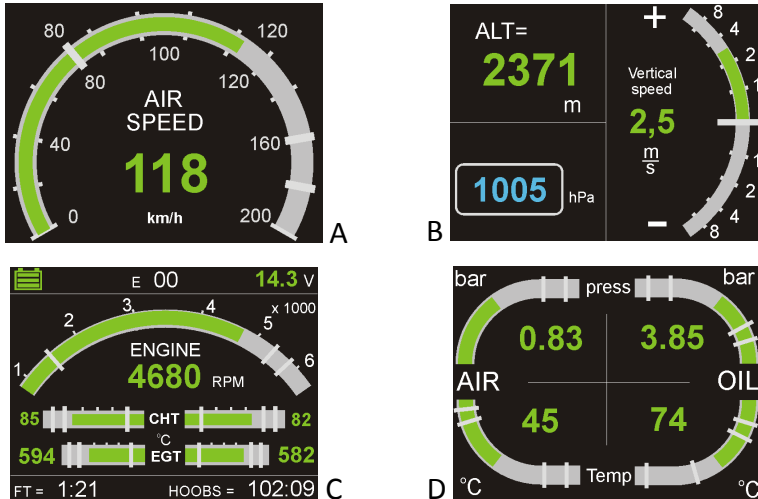 80
100
120
80
120
AIR
SPEED
40
160
118
0
km/h
200
A
ALT=
2371
m
1005 hPa
+
Vertical
speed
2,5
m
s
−
8
4
2
1
1
2
4
8
B
E 00 14.3 V
x 1000
1
2
3
4
5
6
ENGINE
4680 RPM
85 CHT 82
°C
594 EGT 582
FT = 1:21 HOOBS = 102:09
C
bar press bar
0.83 3.85
AIR OIL
45 74
°C Temp °C
D